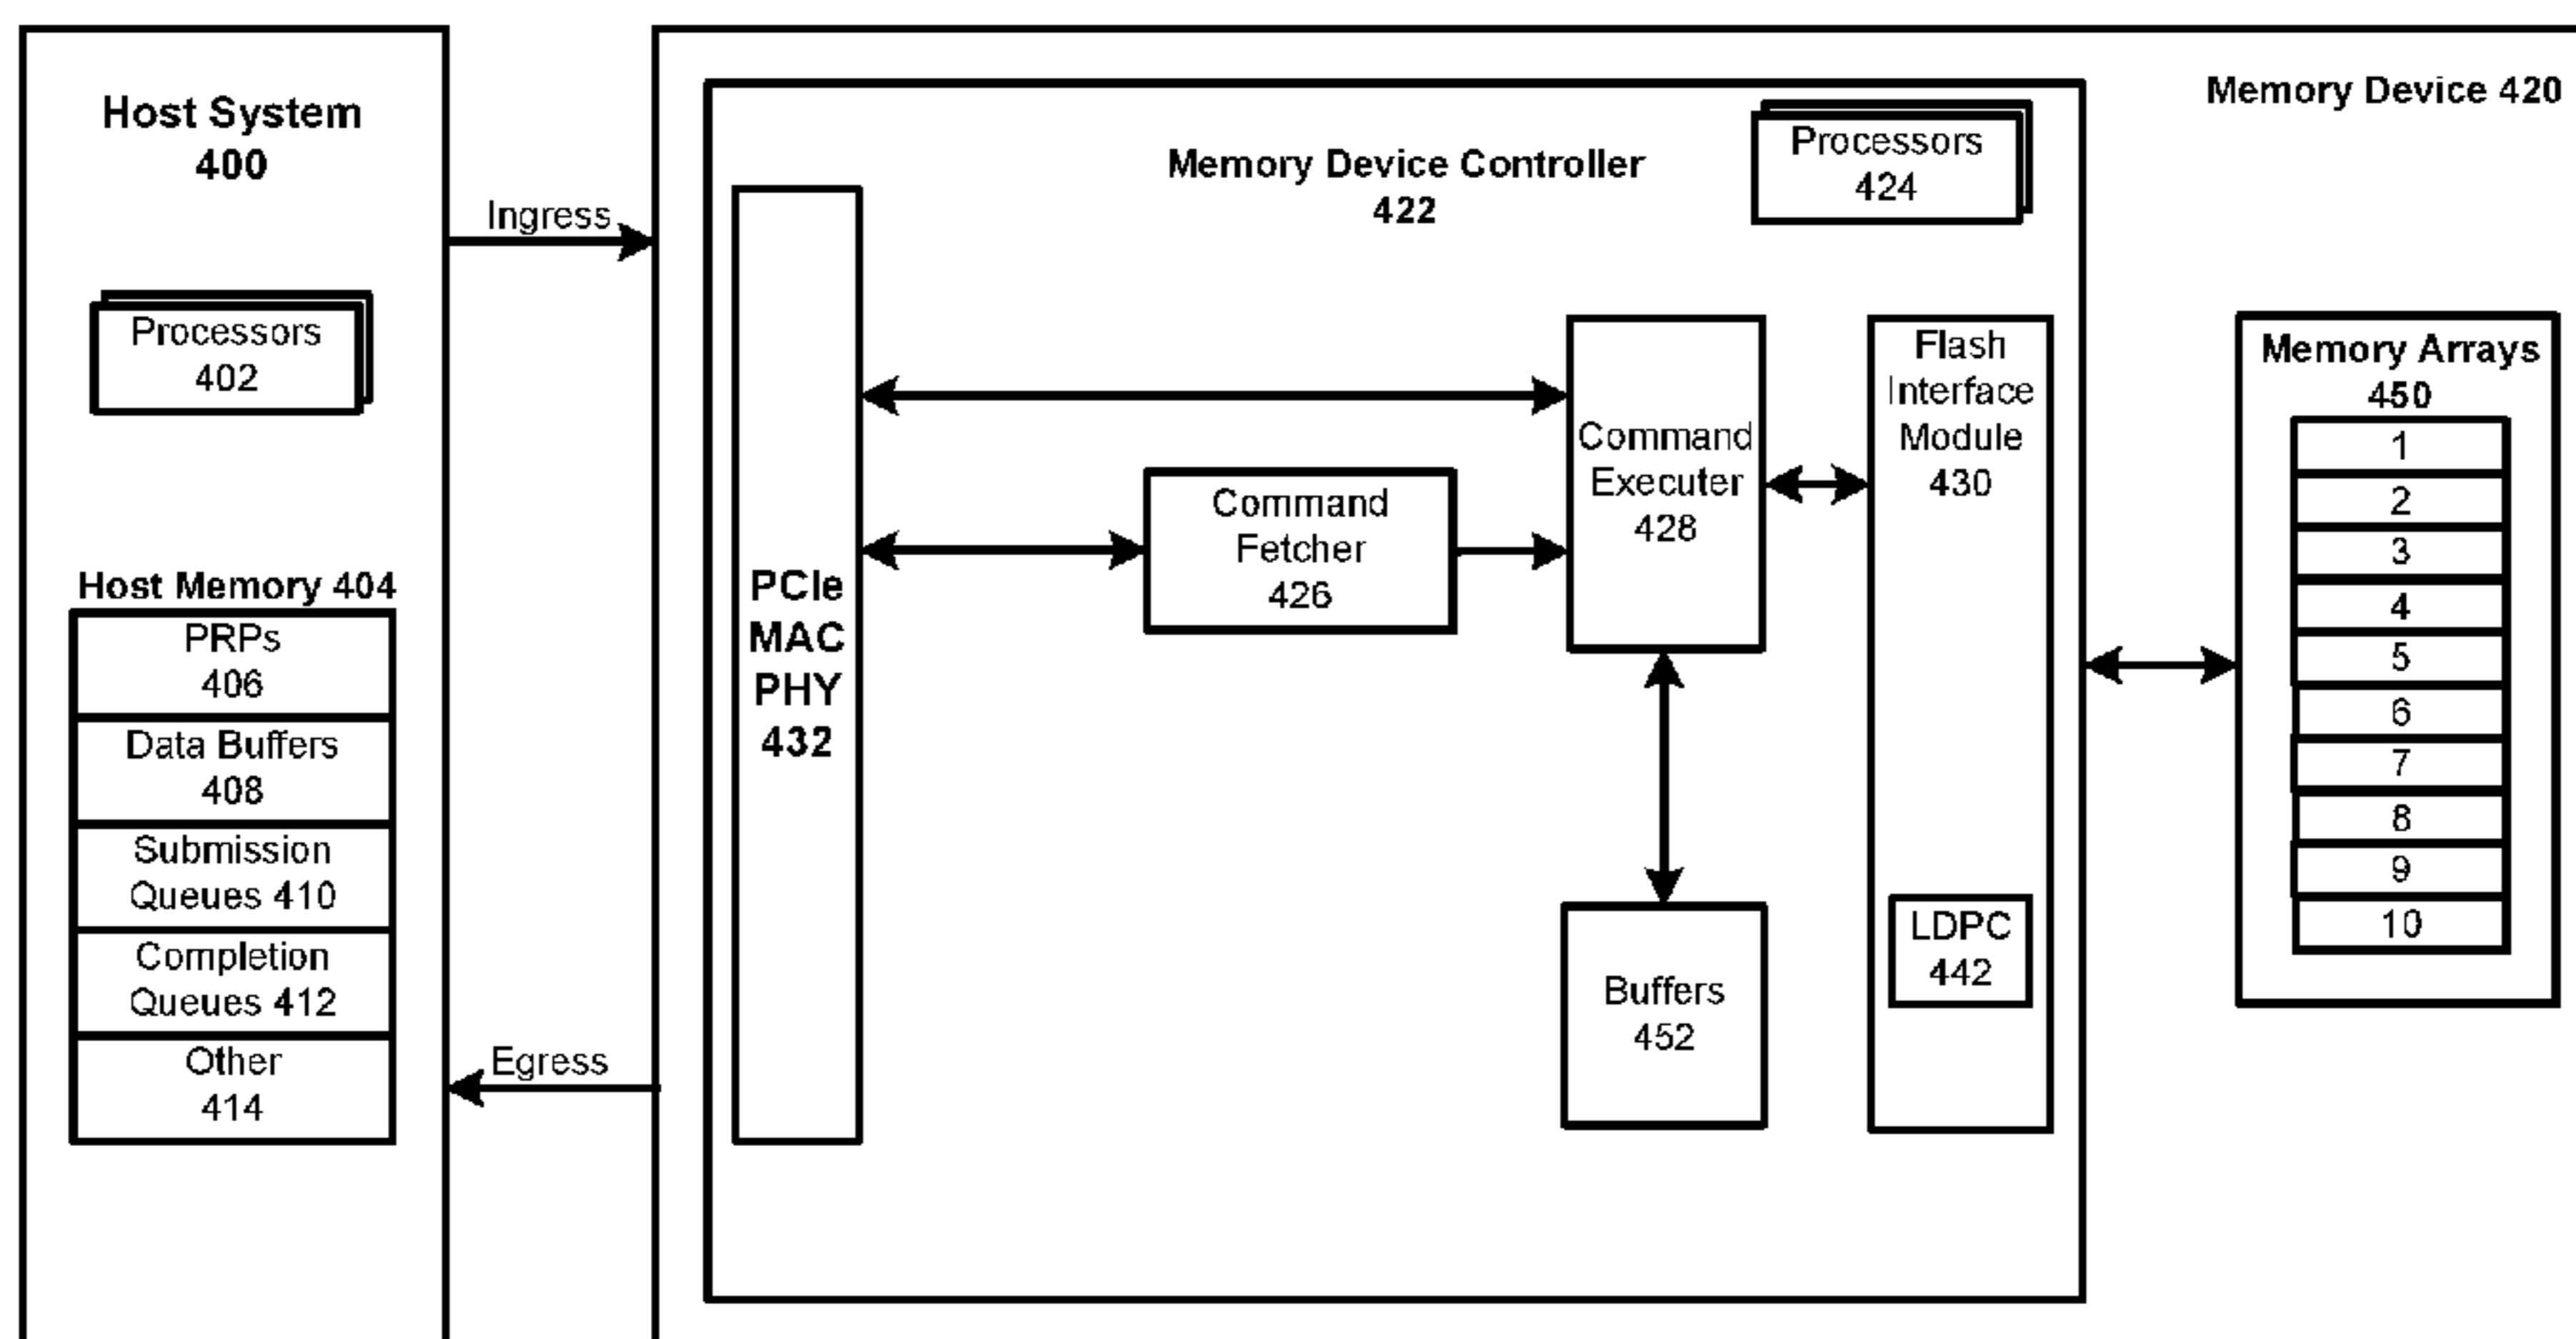 Host System
400
Processors
402
Host Memory 404
PRPs
406
Data Buffers
408
Submission
Queues 410
Completion
Queues 412
Other
414
Ingress
Egress
Memory Device 420
Memory Device Controller
422
Processors
424
PCIe
MAC
PHY
432
Command
Fetcher
426
Command
Executer
428
Buffers
452
Flash
Interface
Module
430
LDPC
442
Memory Arrays
450
1
2
3
4
5
6
7
8
9
10